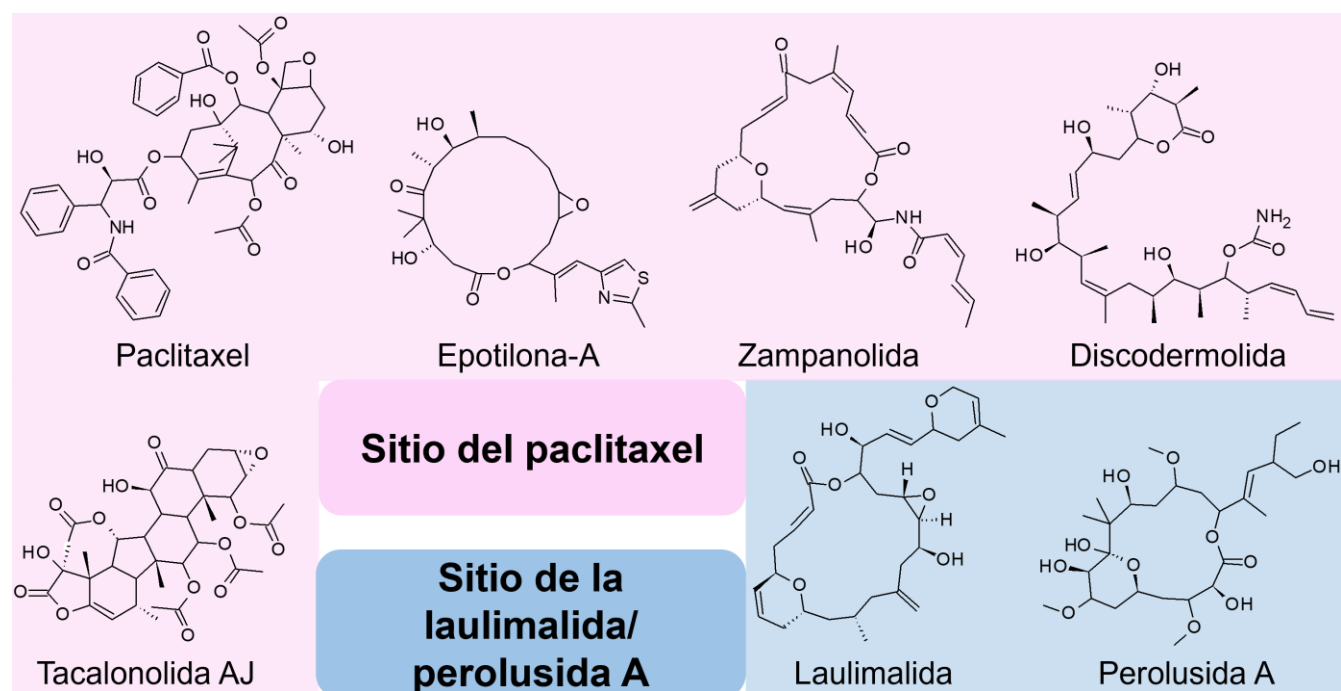 Paclitaxel
Epotilona-A
Zampanolida
Discodermolida
Sitio del paclitaxel
Sitio de la
laulimalida/
perolusida A
Tacalonolida AJ
Laulimalida
Perolusida A